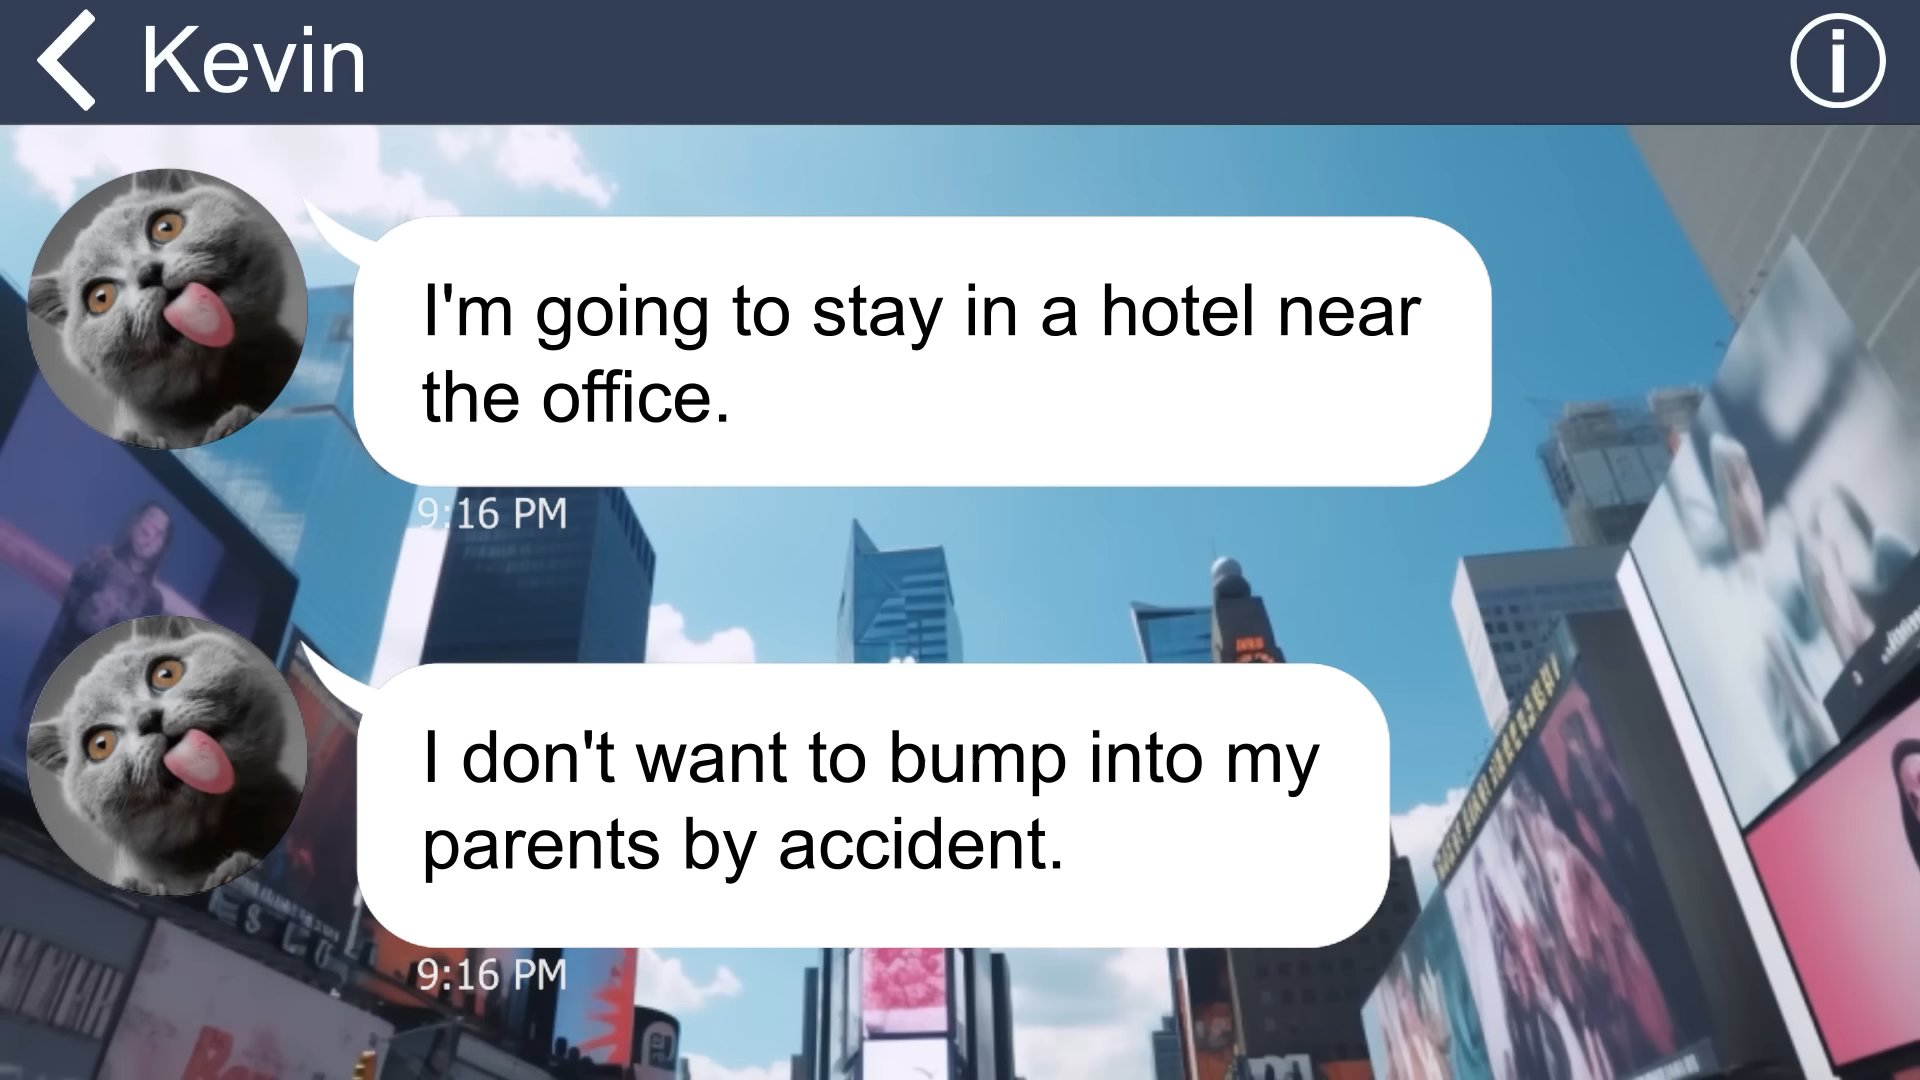 Kevin
I'm going to stay in a hotel near
the office.
9:16 PM
I don't want to bump into my
parents by accident.
9:16 PM